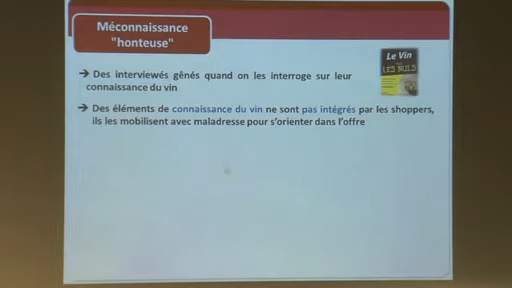 Méconnaissance
"honteuse"
Le Vin
LES NULS
➔ Des interviewés gênés quand on les interroge sur leur
connaissance du vin
➔ Des éléments de connaissance du vin ne sont pas intégrés par les shoppers,
ils les mobilisent avec maladresse pour s'orienter dans l'offre